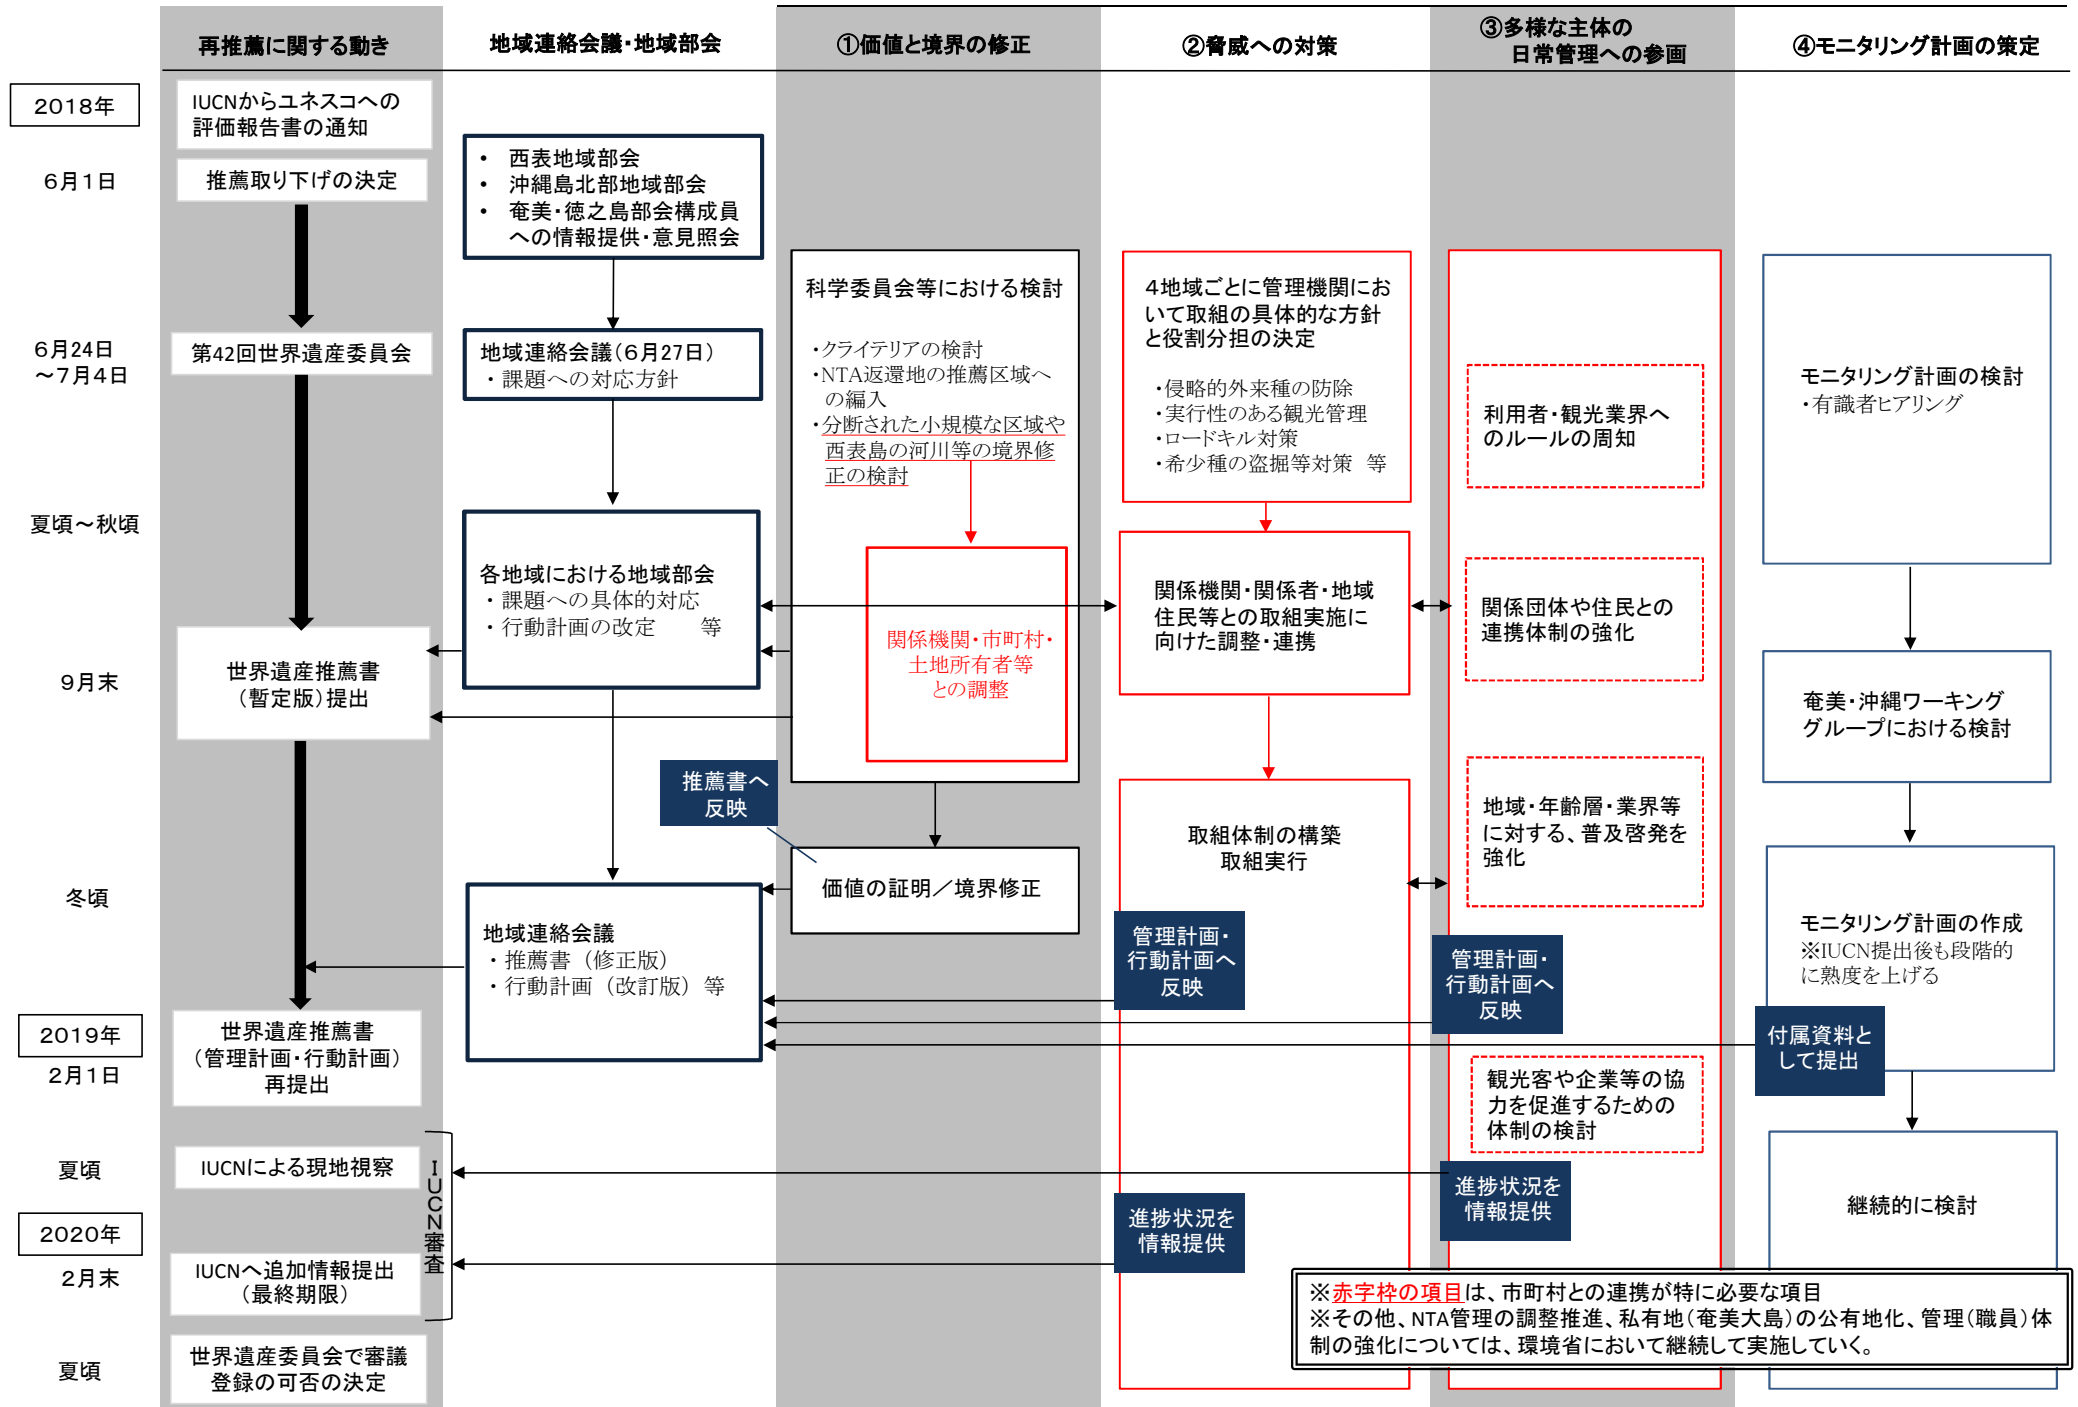 再推薦に関する動き
地域連絡会議・地域部会
①価値と境界の修正
②脅威への対策
③多様な主体の
日常管理への参画
④モニタリング計画の策定
2018年
6月1日
6月24日
～7月4日
夏頃～秋頃
9月末
冬頃
2019年
2月1日
夏頃
2020年
2月末
夏頃
IUCNからユネスコへの
評価報告書の通知
推薦取り下げの決定
第42回世界遺産委員会
世界遺産推薦書
（暫定版）提出
世界遺産推薦書
（管理計画・行動計画）
再提出
IUCNによる現地視察
IUCNへ追加情報提出
（最終期限）
世界遺産委員会で審議
登録の可否の決定
IUCN審査
• 西表地域部会
• 沖縄島北部地域部会
• 奄美・徳之島部会構成員
への情報提供・意見照会
地域連絡会議（6月27日）
・課題への対応方針
各地域における地域部会
・課題への具体的対応
・行動計画の改定 等
地域連絡会議
・推薦書（修正版）
・行動計画（改訂版）等
科学委員会等における検討
・クライテリアの検討
・NTA返還地の推薦区域へ
の編入
・分断された小規模な区域や
西表島の河川等の境界修
正の検討
関係機関・市町村・
土地所有者等
との調整
推薦書へ
反映
価値の証明／境界修正
4地域ごとに管理機関にお
いて取組の具体的な方針
と役割分担の決定
・侵略的外来種の防除
・実行性のある観光管理
・ロードキル対策
・希少種の盗掘等対策 等
関係機関・関係者・地域
住民等との取組実施に
向けた調整・連携
取組体制の構築
取組実行
管理計画・
行動計画へ
反映
進捗状況を
情報提供
利用者・観光業界へ
のルールの周知
関係団体や住民との
連携体制の強化
地域・年齢層・業界等
に対する、普及啓発を
強化
管理計画・
行動計画へ
反映
観光客や企業等の協
力を促進するための
体制の検討
進捗状況を
情報提供
モニタリング計画の検討
・有識者ヒアリング
奄美・沖縄ワーキング
グループにおける検討
モニタリング計画の作成
※IUCN提出後も段階的
に熟度を上げる
付属資料と
して提出
継続的に検討
※赤字枠の項目は、市町村との連携が特に必要な項目
※その他、NTA管理の調整推進、私有地（奄美大島）の公有地化、管理（職員）体
制の強化については、環境省において継続して実施していく。